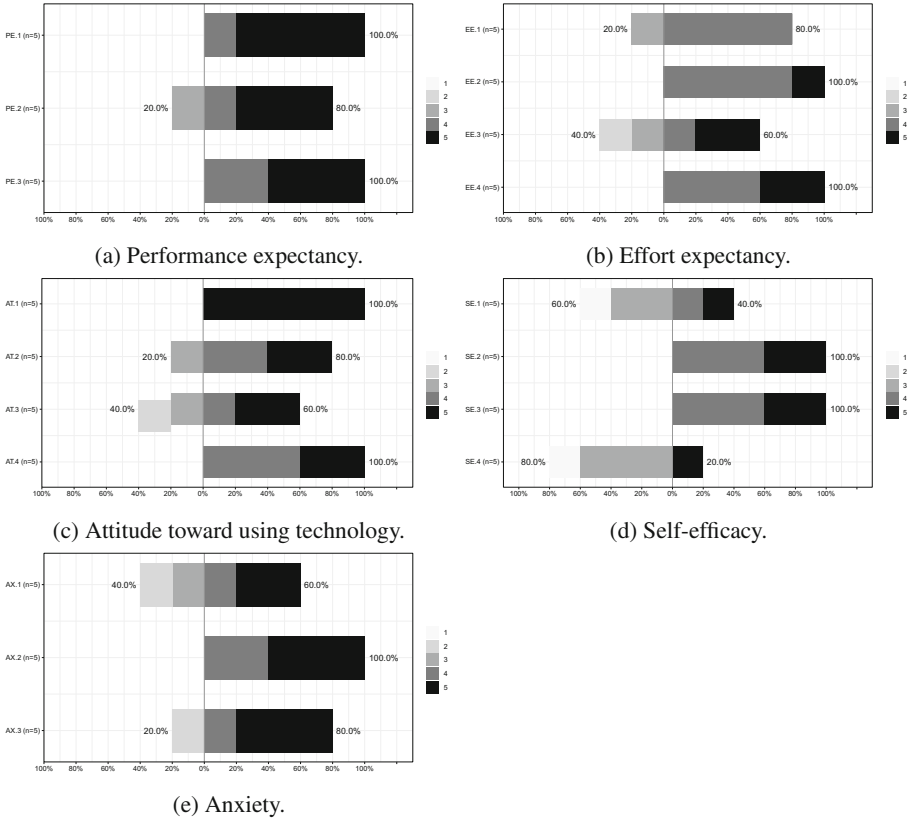 PE.1 (n=5)
100.0%
PE.2 (n=5)
20.0%
80.0%
PE.3 (n=5)
100.0%
100% 80% 60% 40% 20% 0% 20% 40% 60% 80% 100%
1
2
3
4
5
(a) Performance expectancy.
EE.1 (n=5)
20.0%
80.0%
EE.2 (n=5)
100.0%
EE.3 (n=5)
40.0%
60.0%
EE.4 (n=5)
100.0%
100% 80% 60% 40% 20% 0% 20% 40% 60% 80% 100%
1
2
3
4
5
(b) Effort expectancy.
AT.1 (n=5)
100.0%
AT.2 (n=5)
20.0%
80.0%
AT.3 (n=5)
40.0%
60.0%
AT.4 (n=5)
100.0%
100% 80% 60% 40% 20% 0% 20% 40% 60% 80% 100%
1
2
3
4
5
(c) Attitude toward using technology.
SE.1 (n=5)
60.0%
40.0%
SE.2 (n=5)
100.0%
SE.3 (n=5)
100.0%
SE.4 (n=5)
80.0%
20.0%
100% 80% 60% 40% 20% 0% 20% 40% 60% 80% 100%
1
2
3
4
5
(d) Self-efficacy.
AX.1 (n=5)
40.0%
60.0%
AX.2 (n=5)
100.0%
AX.3 (n=5)
20.0%
80.0%
100% 80% 60% 40% 20% 0% 20% 40% 60% 80% 100%
1
2
3
4
5
(e) Anxiety.